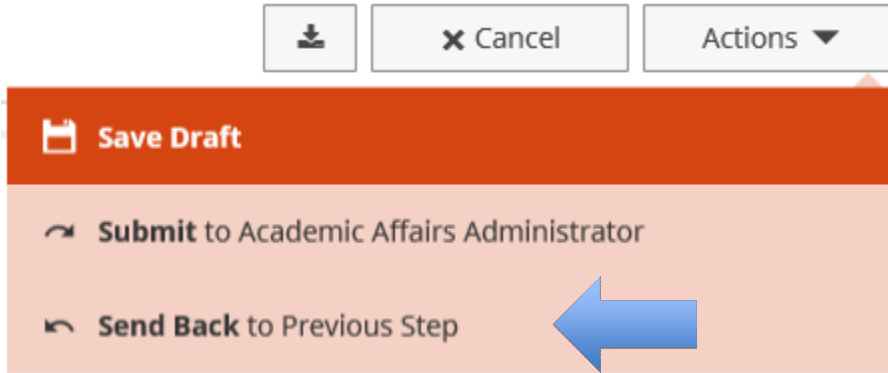 Cancel
Actions
Save Draft
Submit to Academic Affairs Administrator
Send Back to Previous Step